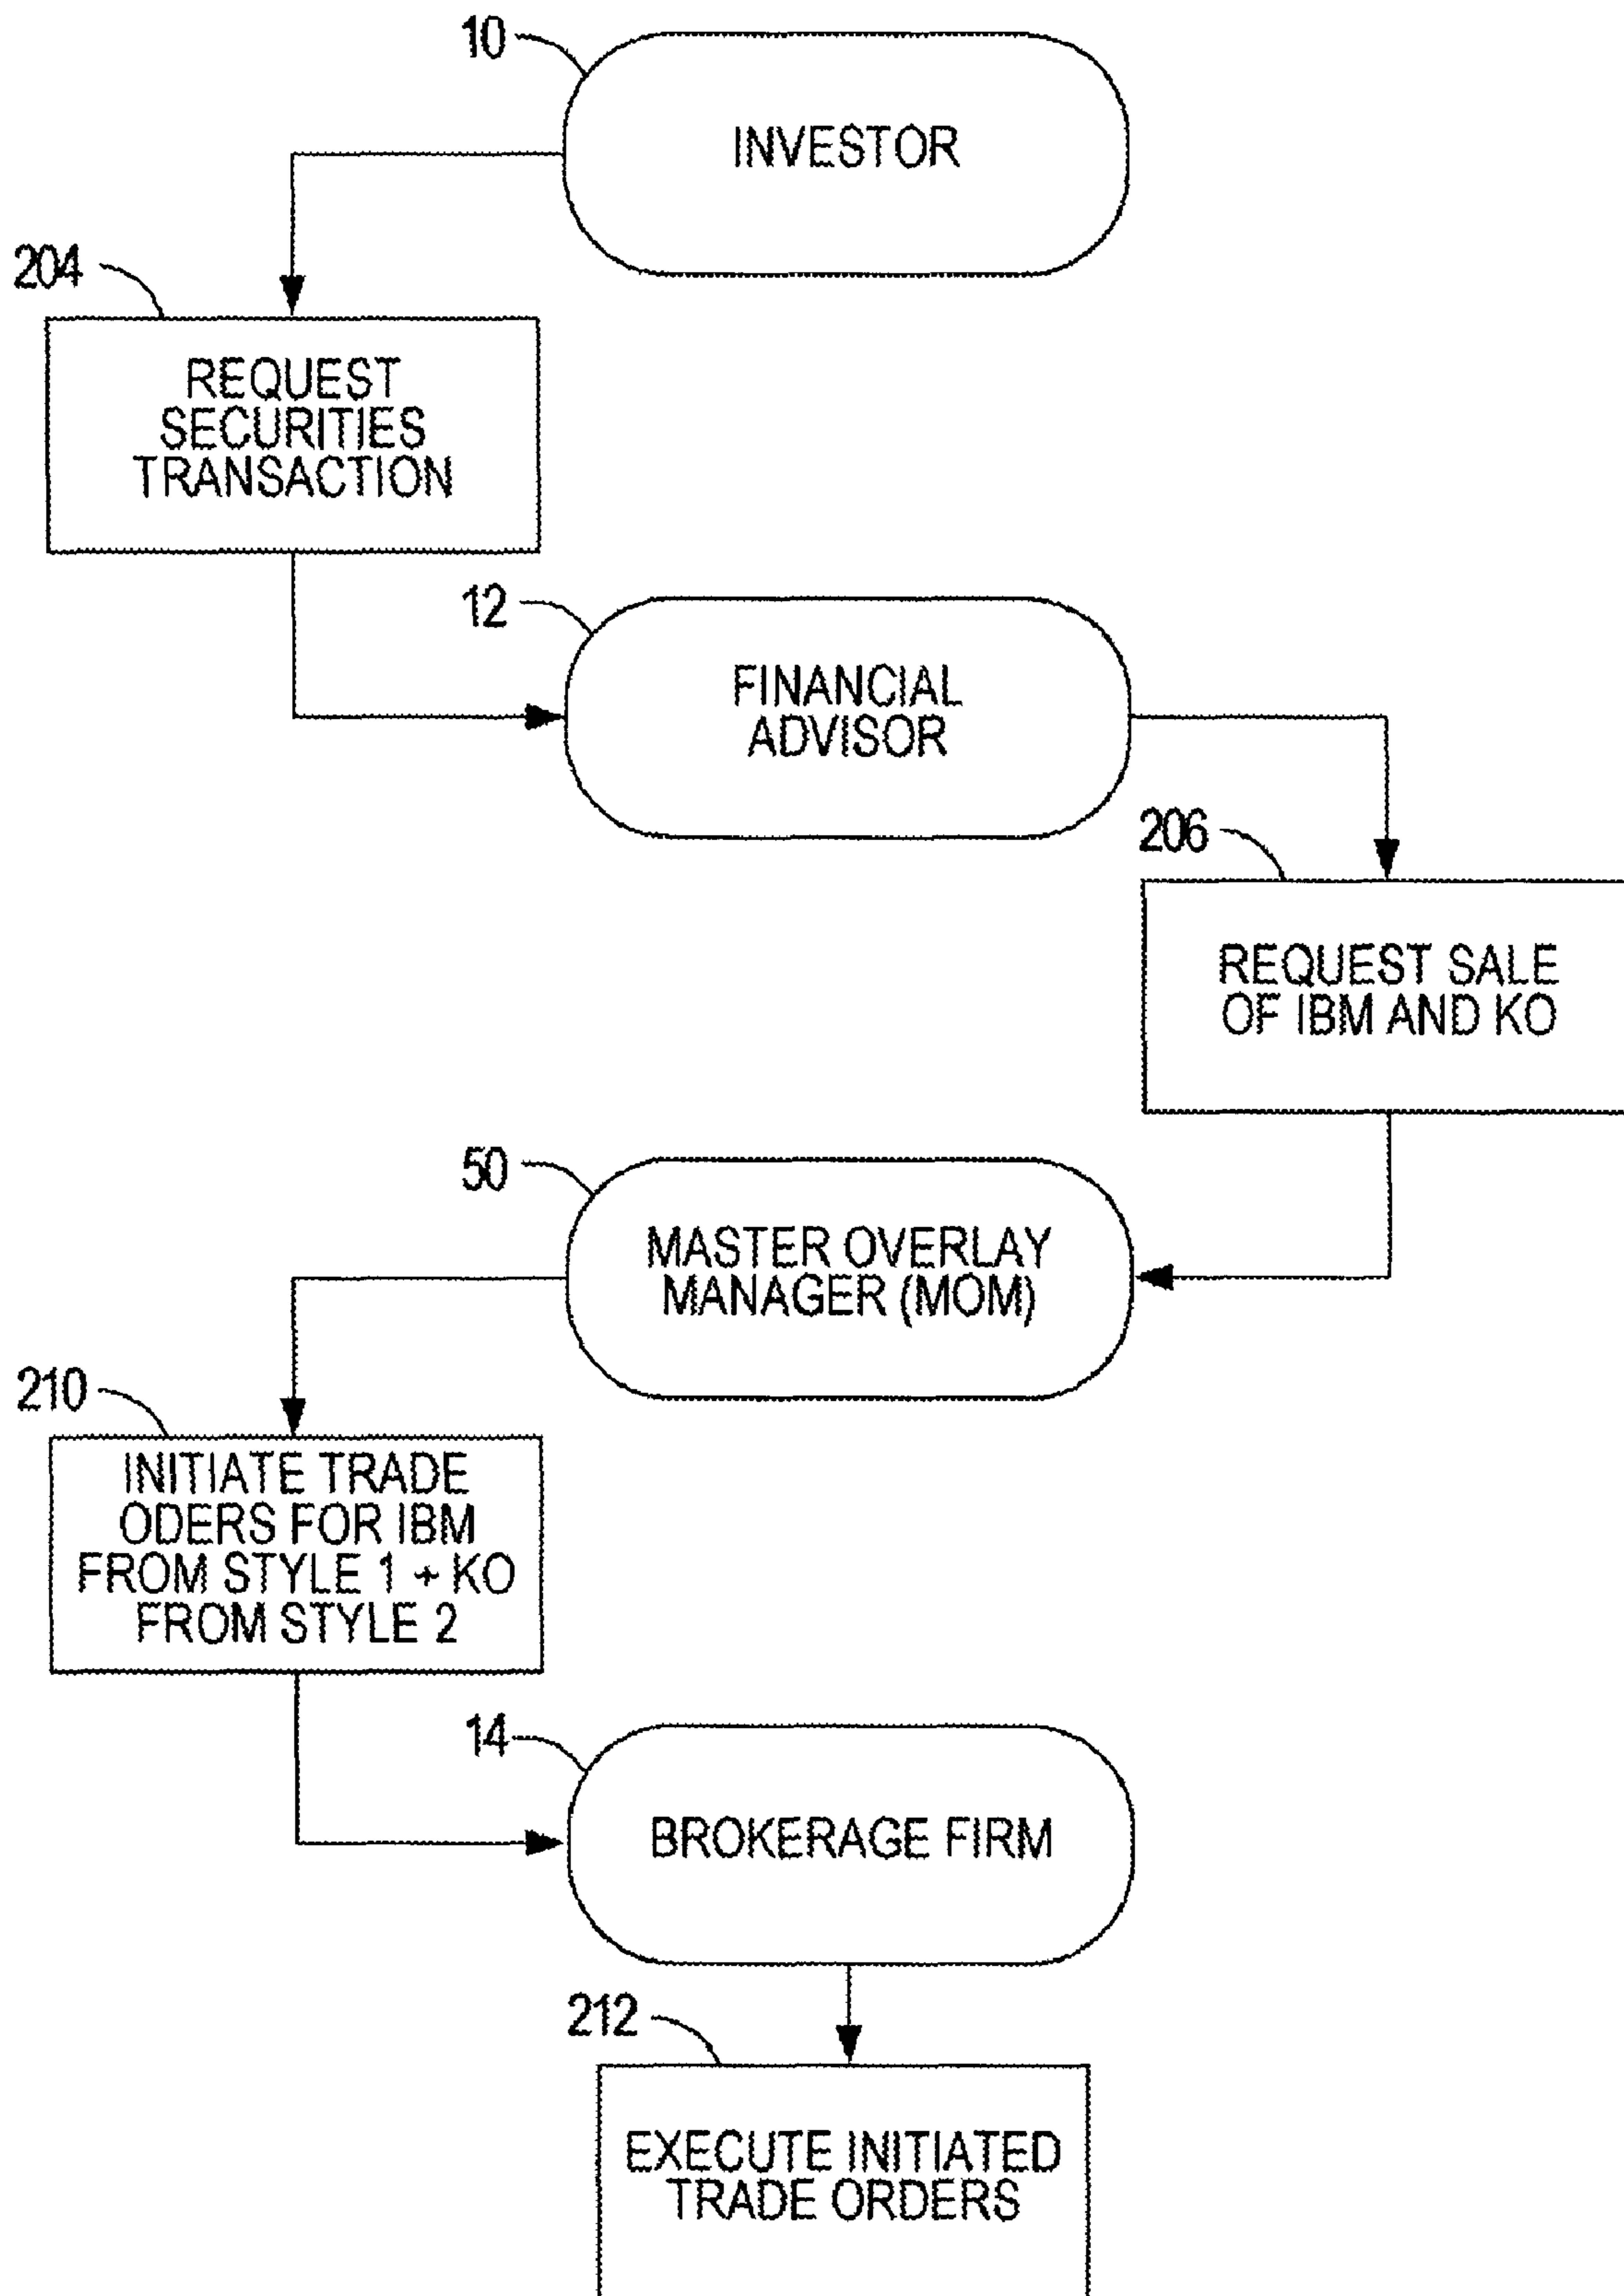 10
INVESTOR
204
REQUEST
SECURITIES
TRANSACTION
12
FINANCIAL
ADVISOR
206
REQUEST SALE
OF IBM AND KO
50
MASTER OVERLAY
MANAGER (MOM)
210
INITIATE TRADE
ODERS FOR IBM
FROM STYLE 1 + KO
FROM STYLE 2
14
BROKERAGE FIRM
212
EXECUTE INITIATED
TRADE ORDERS